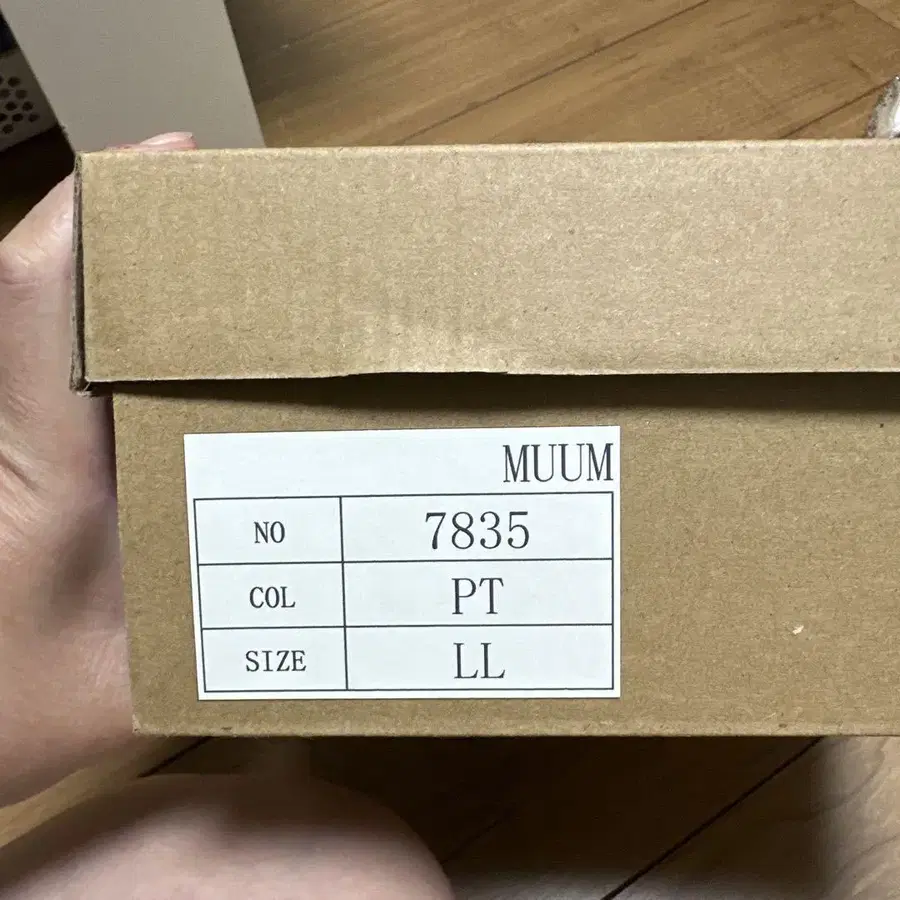 MUUM
NO 7835
COL PT
SIZE LL